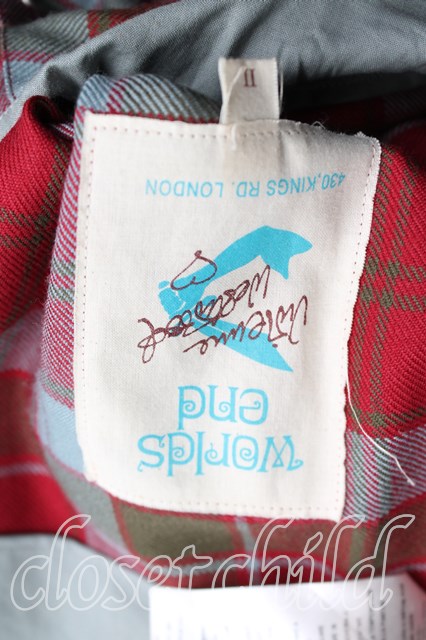 worlds
end
Vivienne
Westwood
430, KINGS RD. LONDON
II
closetchild